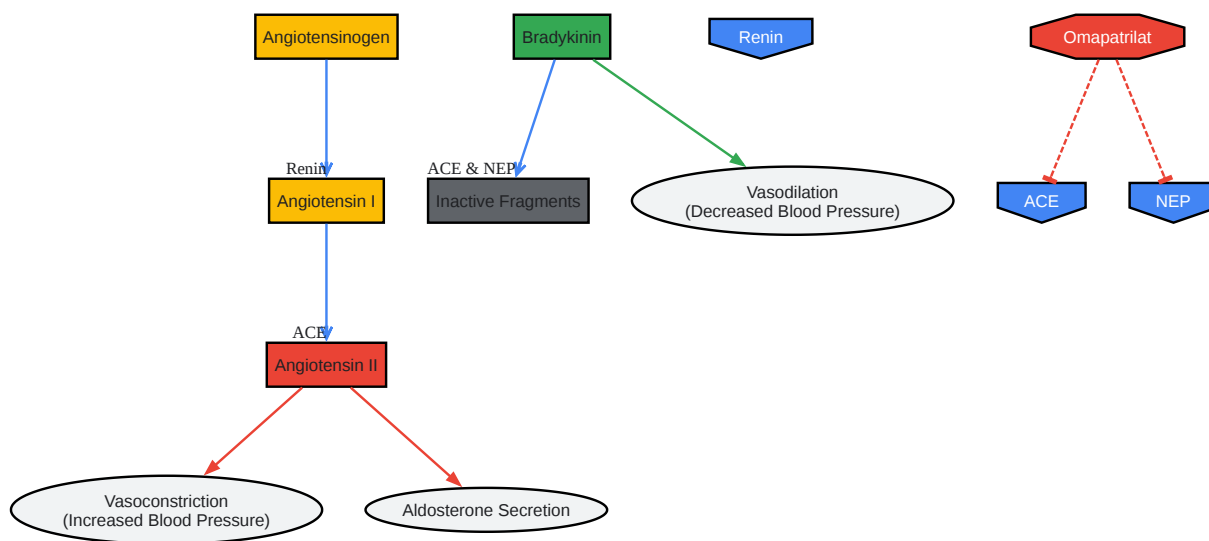 Angiotensinogen
Bradykinin
Renin
Omapatrilat
Renin
ACE & NEP
Angiotensin I
Inactive Fragments
Vasodilation
(Decreased Blood Pressure)
ACE
NEP
ACE
Angiotensin II
Vasoconstriction
(Increased Blood Pressure)
Aldosterone Secretion